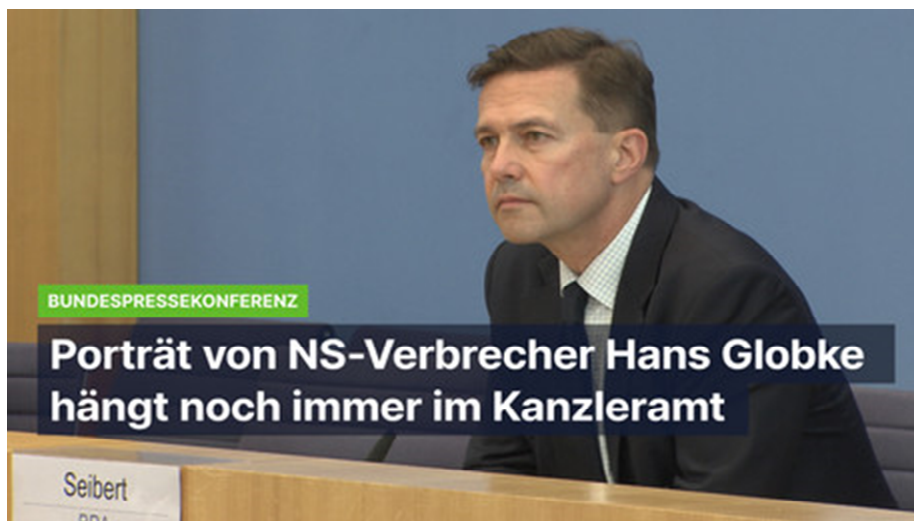 BUNDESPRESSEKONFERENZ
Porträt von NS-Verbrecher Hans Globke
hängt noch immer im Kanzleramt
Seibert